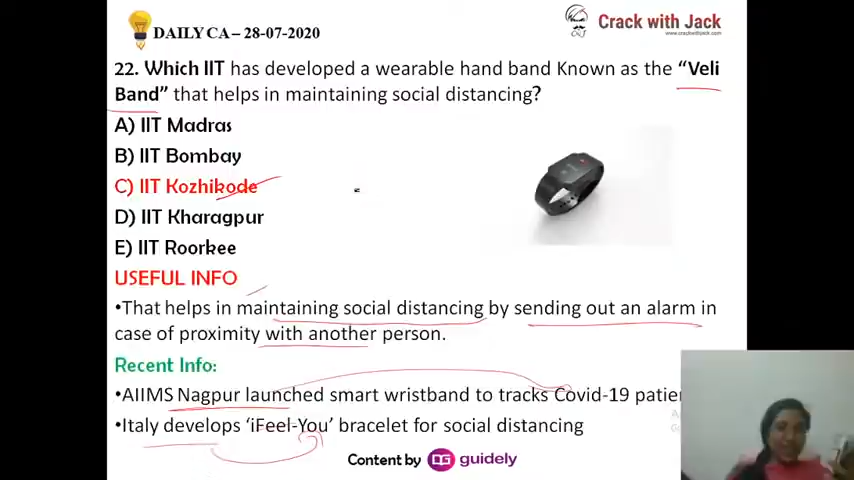 DAILY CA – 28-07-2020
Crack with Jack
www.crackwithjack.com
22. Which IIT has developed a wearable hand band Known as the “Veli
Band” that helps in maintaining social distancing?
A) IIT Madras
B) IIT Bombay
C) IIT Kozhikode
D) IIT Kharagpur
E) IIT Roorkee
USEFUL INFO
•That helps in maintaining social distancing by sending out an alarm in
case of proximity with another person.
Recent Info:
•AIIMS Nagpur launched smart wristband to tracks Covid-19
•Italy develops ‘iFeel-You’ bracelet for social distancing
Content by guidely